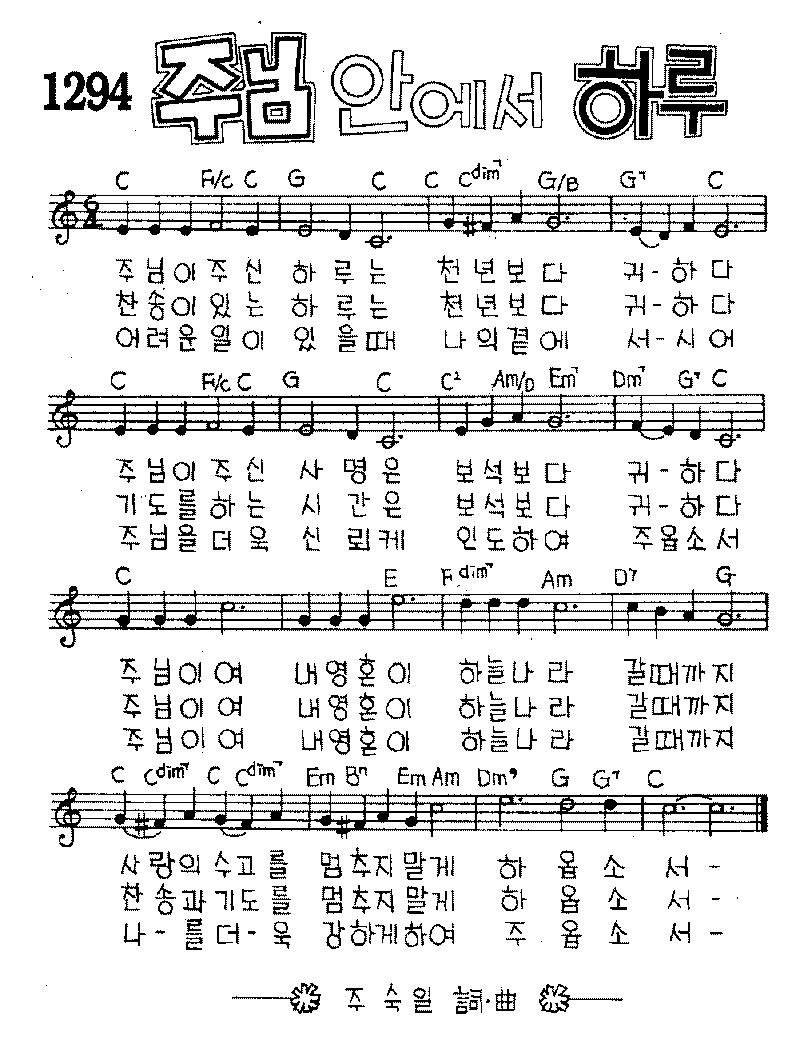 1294 주님 안에서 하루
C F/C C G C C Cdim7 G/B G7 C
주님이 주신 하루는 천년보다 귀-하다
찬송이 있는 하루는 천년보다 귀-하다
어려운일이 있을때 나의곁에 서-시어
C F/C C G C Am/D Em7 Dm7 G7 C
주님이 주신 사명은 보석보다 귀-하다
기도를하는 시간은 보석보다 귀-하다
주님을더욱 신뢰케 인도하여 주옵소서
C E F dim7 Am D7 G
주님이여 내영혼이 하늘나라 갈때까지
주님이여 내영혼이 하늘나라 갈때까지
주님이여 내영혼이 하늘나라 갈때까지
C Cdim7 C Cdim7 Em B7 Em Am Dm9 G G7 C
사랑의수고를 멈추지말게 하옵소서-
찬송과기도를 멈추지말게 하옵소서-
나-를더-욱 강하게하여 주옵소서-
주숙일 詞·曲